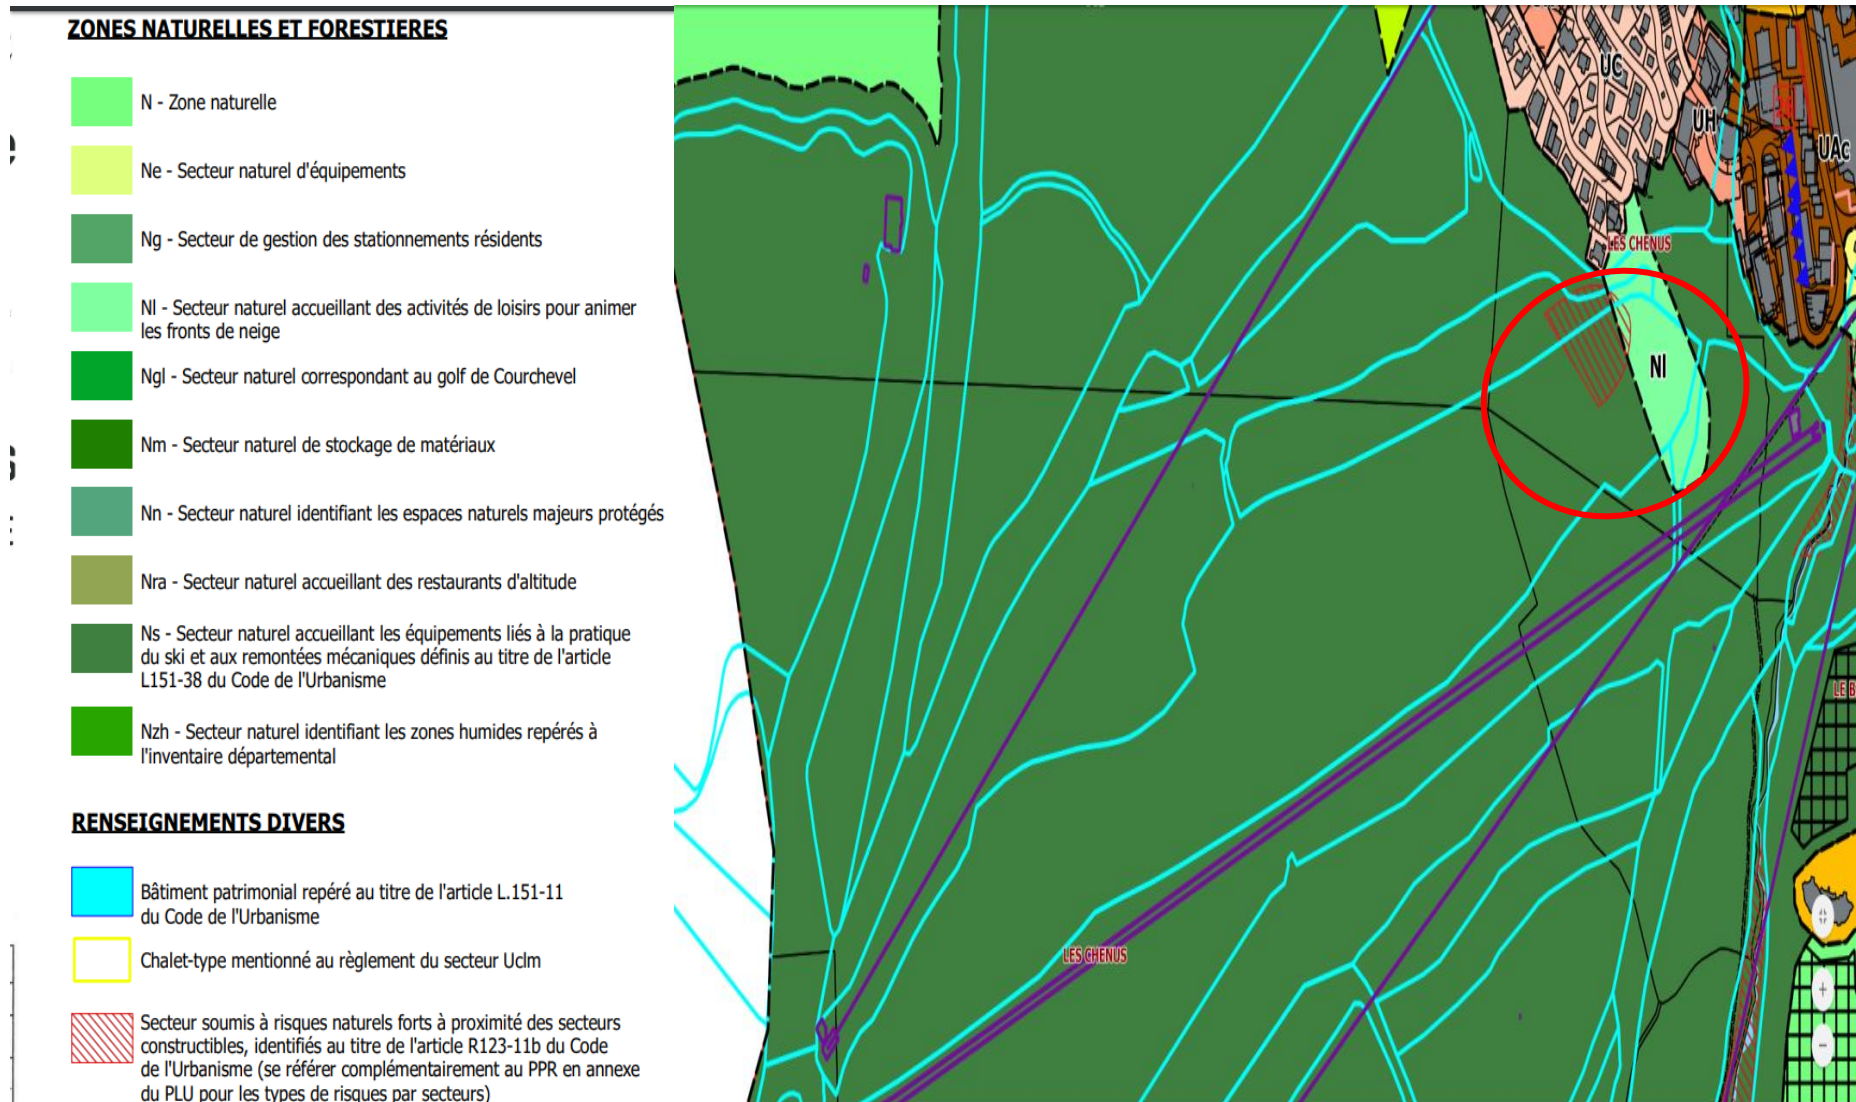 ZONES NATURELLES ET FORESTIERES
N - Zone naturelle
Ne - Secteur naturel d'équipements
Ng - Secteur de gestion des stationnements résidents
Nl - Secteur naturel accueillant des activités de loisirs pour animer
les fronts de neige
Ngl - Secteur naturel correspondant au golf de Courchevel
Nm - Secteur naturel de stockage de matériaux
Nn - Secteur naturel identifiant les espaces naturels majeurs protégés
Nra - Secteur naturel accueillant des restaurants d'altitude
Ns - Secteur naturel accueillant les équipements liés à la pratique
du ski et aux remontées mécaniques définis au titre de l'article
L151-38 du Code de l'Urbanisme
Nzh - Secteur naturel identifiant les zones humides repérés à
l'inventaire départemental
RENSEIGNEMENTS DIVERS
Bâtiment patrimonial repéré au titre de l'article L.151-11
du Code de l'Urbanisme
Chalet-type mentionné au règlement du secteur Uclm
Secteur soumis à risques naturels forts à proximité des secteurs
constructibles, identifiés au titre de l'article R123-11b du Code
de l'Urbanisme (se référer complémentairement au PPR en annexe
du PLU pour les types de risques par secteurs)
UC
UH
UAc
LES CHENUS
Nl
LE B
LES CHENUS